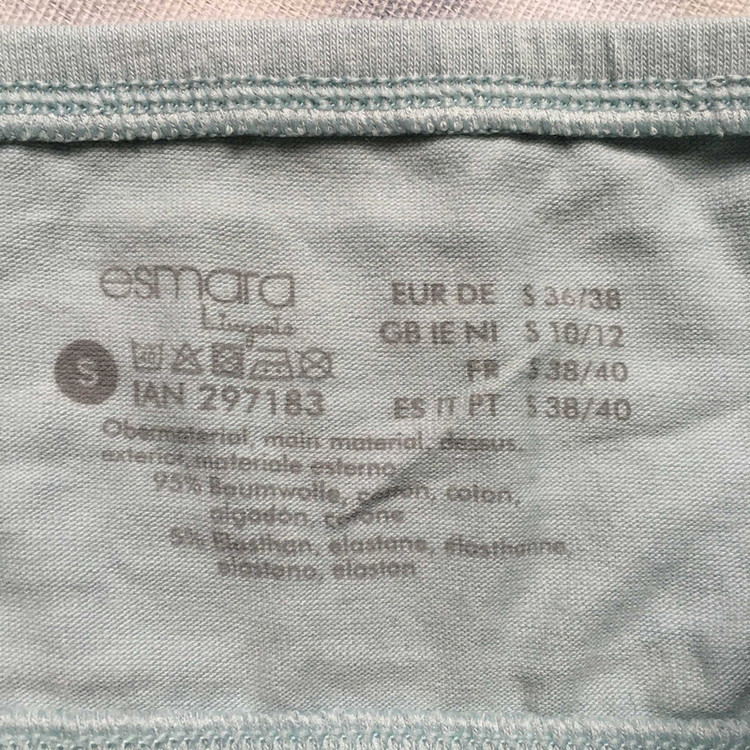 esmara
Lingerie
S
40
IAN 297183
EUR DE S 36/38
GB IE NI S 10/12
FR S 38/40
ES IT PT S 38/40
Obermaterial, main material, dessus,
exterior, materiale esterno:
95% Baumwolle, cotton, coton,
algodón, cotone
5% Elasthan, elastane, élasthanne,
elastano, elastan